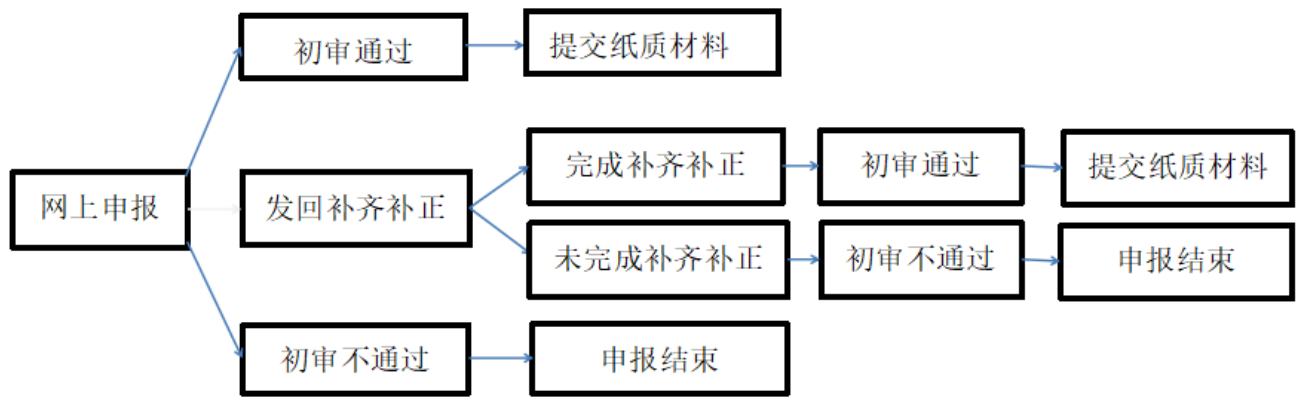 初审通过
提交纸质材料
网上申报
发回补齐补正
完成补齐补正
初审通过
提交纸质材料
未完成补齐补正
初审不通过
申报结束
初审不通过
申报结束